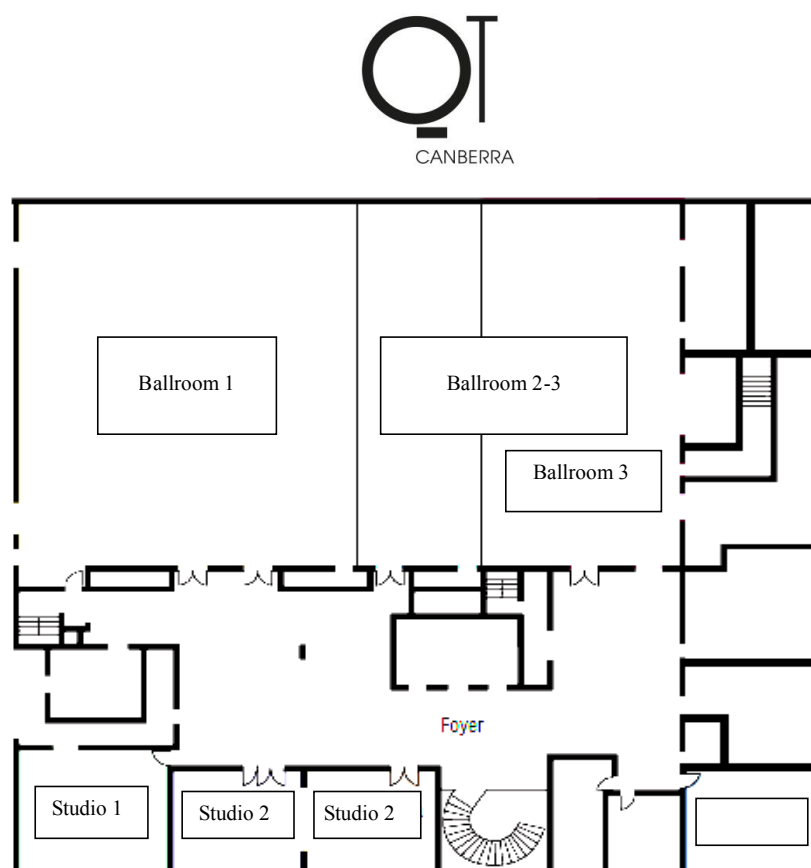 QT
CANBERRA
Ballroom 1
Ballroom 2-3
Ballroom 3
Foyer
Studio 1
Studio 2
Studio 2